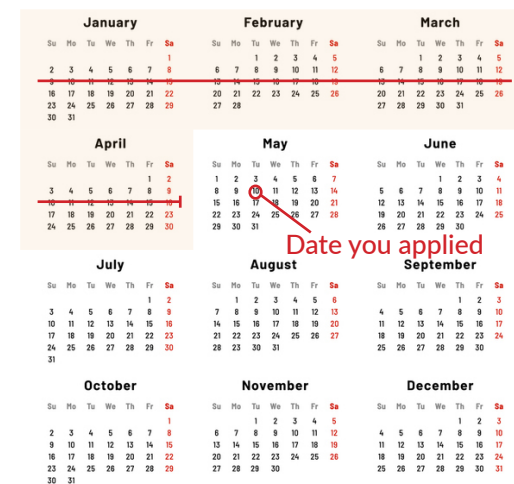 January
Su Mo Tu We Th Fr Sa
1
2 3 4 5 6 7 8
9 10 11 12 13 14 15
16 17 18 19 20 21 22
23 24 25 26 27 28 29
30 31
February
Su Mo Tu We Th Fr Sa
1 2 3 4 5
6 7 8 9 10 11 12
13 14 15 16 17 18 19
20 21 22 23 24 25 26
27 28
March
Su Mo Tu We Th Fr Sa
1 2 3 4 5
6 7 8 9 10 11 12
13 14 15 16 17 18 19
20 21 22 23 24 25 26
27 28 29 30 31
April
Su Mo Tu We Th Fr Sa
1 2
3 4 5 6 7 8 9
10 11 12 13 14 15 16
17 18 19 20 21 22 23
24 25 26 27 28 29 30
May
Su Mo Tu We Th Fr Sa
1 2 3 4 5 6 7
8 9 10 11 12 13 14
15 16 17 18 19 20 21
22 23 24 25 26 27 28
29 30 31
Date you applied
June
Su Mo Tu We Th Fr Sa
1 2 3 4
5 6 7 8 9 10 11
12 13 14 15 16 17 18
19 20 21 22 23 24 25
26 27 28 29 30
July
Su Mo Tu We Th Fr Sa
1 2
3 4 5 6 7 8 9
10 11 12 13 14 15 16
17 18 19 20 21 22 23
24 25 26 27 28 29 30
31
August
Su Mo Tu We Th Fr Sa
1 2 3 4 5 6
7 8 9 10 11 12 13
14 15 16 17 18 19 20
21 22 23 24 25 26 27
28 23 30 31
September
Su Mo Tu We Th Fr Sa
1 2 3
4 5 6 7 8 9 10
11 12 13 14 15 16 17
18 19 20 21 22 23 24
25 26 27 28 29 30
October
Su Mo Tu We Th Fr Sa
1
2 3 4 5 6 7 8
9 10 11 12 13 14 15
16 17 18 19 20 21 22
23 24 25 26 27 28 29
30 31
November
Su Mo Tu We Th Fr Sa
1 2 3 4 5
6 7 8 9 10 11 12
13 14 15 16 17 18 19
20 21 22 23 24 25 26
27 28 29 30
December
Su Mo Tu We Th Fr Sa
1 2 3
4 5 6 7 8 9 10
11 12 13 14 15 16 17
18 19 20 21 22 23 24
25 26 27 28 29 30 31